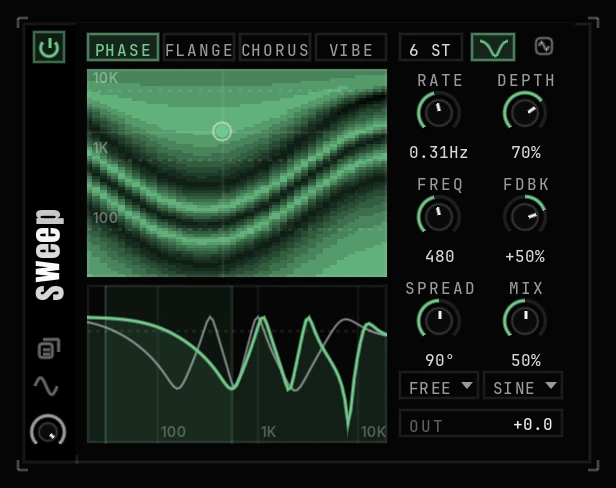 PHASE FLANGE CHORUS VIBE 6 ST
10K
1K
100
RATE DEPTH
0.31Hz 70%
FREQ FDBK
480 +50%
SPREAD MIX
90° 50%
FREE SINE
OUT +0.0
100 1K 10K
sweep